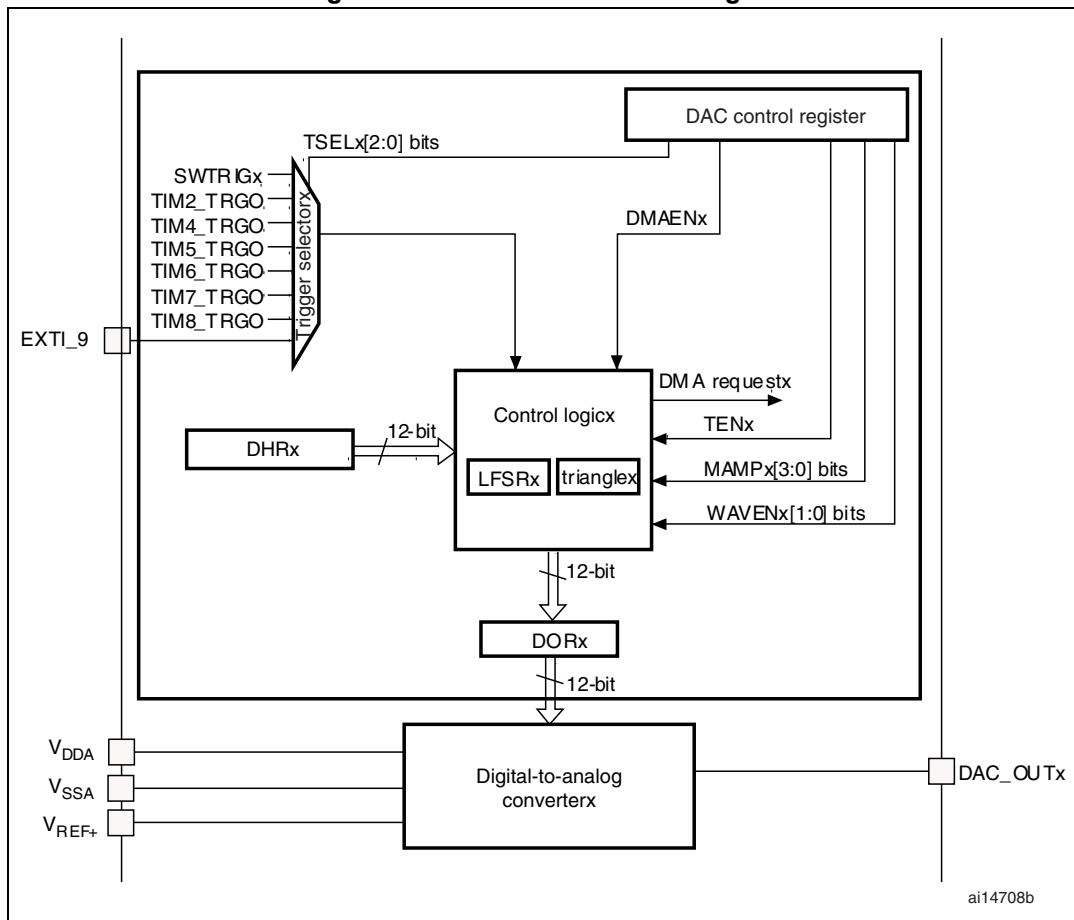 DAC control register
TSELx[2:0] bits
SWTRIGx
TIM2_TRGO
TIM4_TRGO
TIM5_TRGO
TIM6_TRGO
TIM7_TRGO
TIM8_TRGO
EXTI_9
Trigger selectorx
DMAENx
DMA requestx
Control logicx
TENx
12-bit
DHRx
LFSRx
trianglex
MAMPx[3:0] bits
WAVENx[1:0] bits
12-bit
DORx
12-bit
VDDA
VSSA
VREF+
Digital-to-analog
converterx
DAC_OUTx
ai14708b